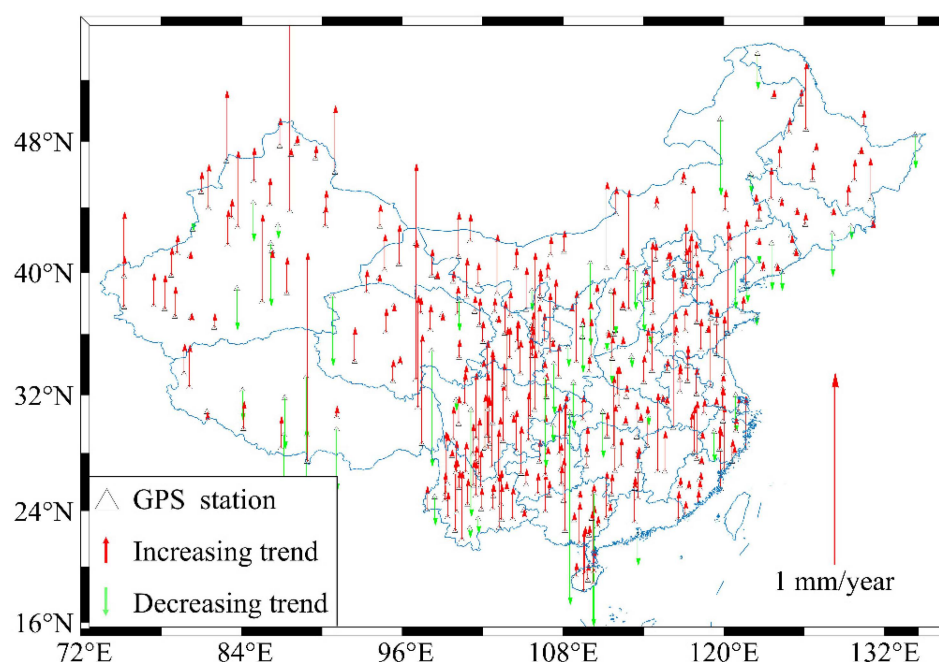 48°N
40°N
32°N
24°N
16°N
GPS station
Increasing trend
Decreasing trend
1 mm/year
72°E 84°E 96°E 108°E 120°E 132°E